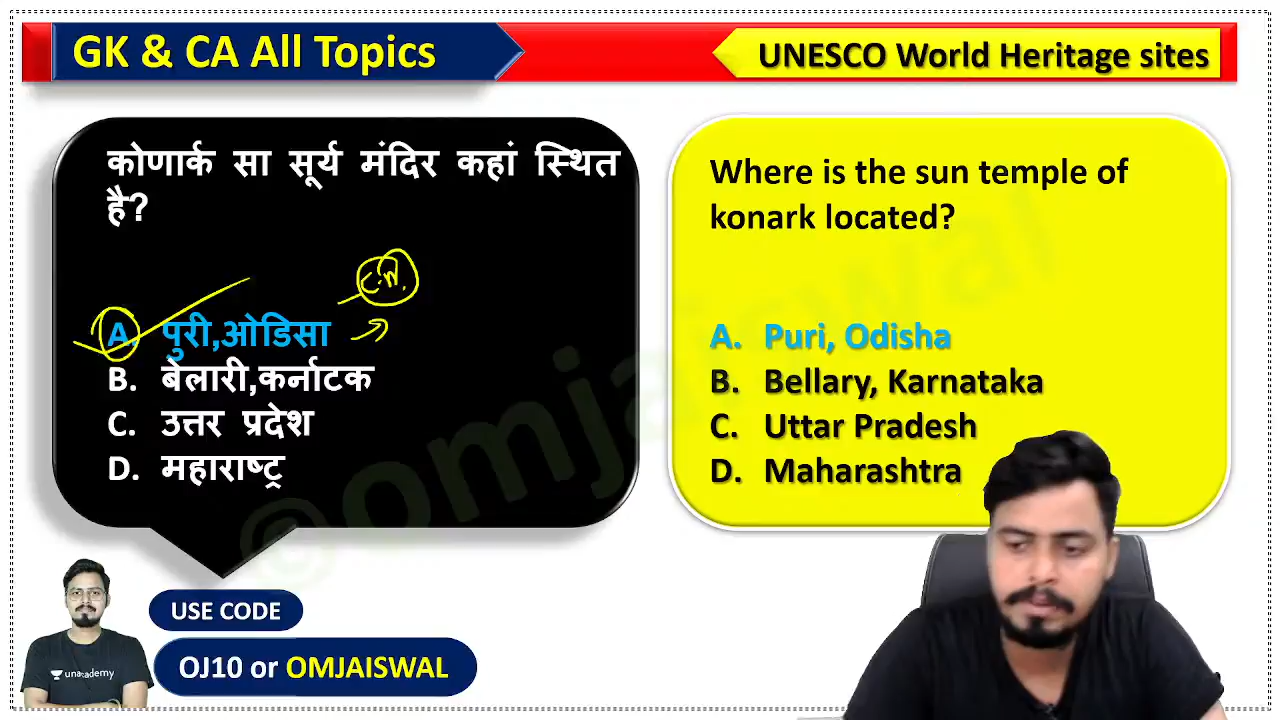 GK & CA All Topics
UNESCO World Heritage sites
कोणार्क सा सूर्य मंदिर कहां स्थित
है?
A. पुरी,ओडिसा
B. बेलारी,कर्नाटक
C. उत्तर प्रदेश
D. महाराष्ट्र
Where is the sun temple of
konark located?
A. Puri, Odisha
B. Bellary, Karnataka
C. Uttar Pradesh
D. Maharashtra
@omjaiswal
unacademy
USE CODE
OJ10 or OMJAISWAL